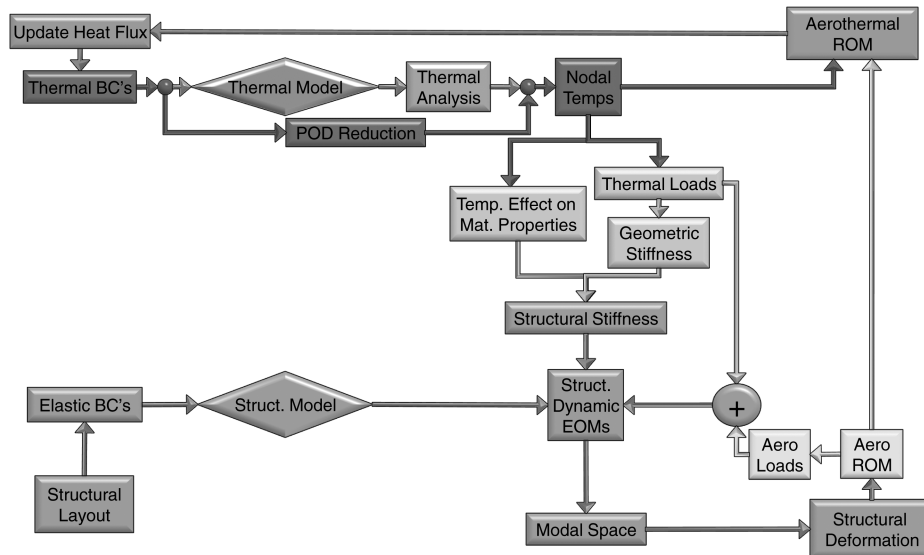 Update Heat Flux
Aerothermal
ROM
Thermal BC's
Thermal Model
Thermal
Analysis
Nodal
Temps
POD Reduction
Temp. Effect on
Mat. Properties
Thermal Loads
Geometric
Stiffness
Structural Stiffness
Elastic BC's
Struct. Model
Struct.
Dynamic
EOMs
+
Aero
Loads
Aero
ROM
Structural
Layout
Modal Space
Structural
Deformation